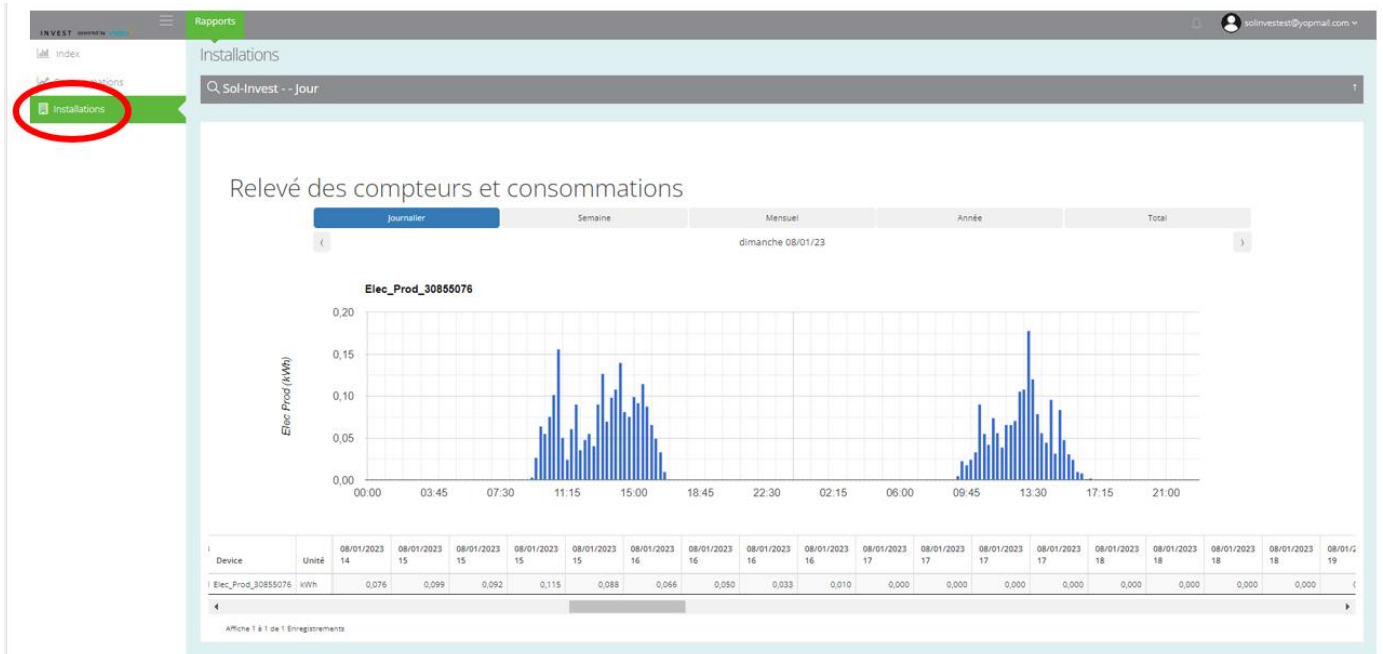 INVEST powered by
Rapports
solinvestest@yopmail.com
Index
Installations
Installations
Sol-Invest - - Jour
Relevé des compteurs et consommations
Journalier Semaine Mensuel Année Total
dimanche 08/01/23
Elec_Prod_30855076
Elec Prod (kWh)
0,20
0,15
0,10
0,05
0,00
00:00 03:45 07:30 11:15 15:00 18:45 22:30 02:15 06:00 09:45 13:30 17:15 21:00
Device Unité 08/01/2023 14 08/01/2023 15 08/01/2023 15 08/01/2023 15 08/01/2023 15 08/01/2023 16 08/01/2023 16 08/01/2023 16 08/01/2023 16 08/01/2023 17 08/01/2023 17 08/01/2023 17 08/01/2023 17 08/01/2023 18 08/01/2023 18 08/01/2023 18 08/01/2023 18 08/01/2 19
Elec_Prod_30855076 kWh 0,076 0,099 0,092 0,115 0,088 0,066 0,050 0,033 0,010 0,000 0,000 0,000 0,000 0,000 0,000 0,000 0,000
Affiche 1 à 1 de 1 Enregistrements